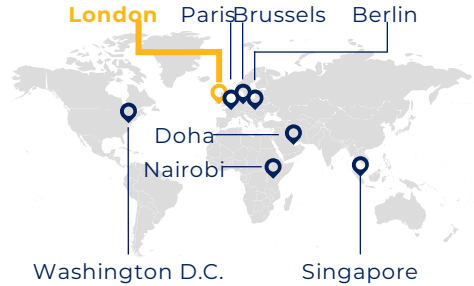 London
Paris
Brussels
Berlin
Doha
Nairobi
Washington D.C.
Singapore